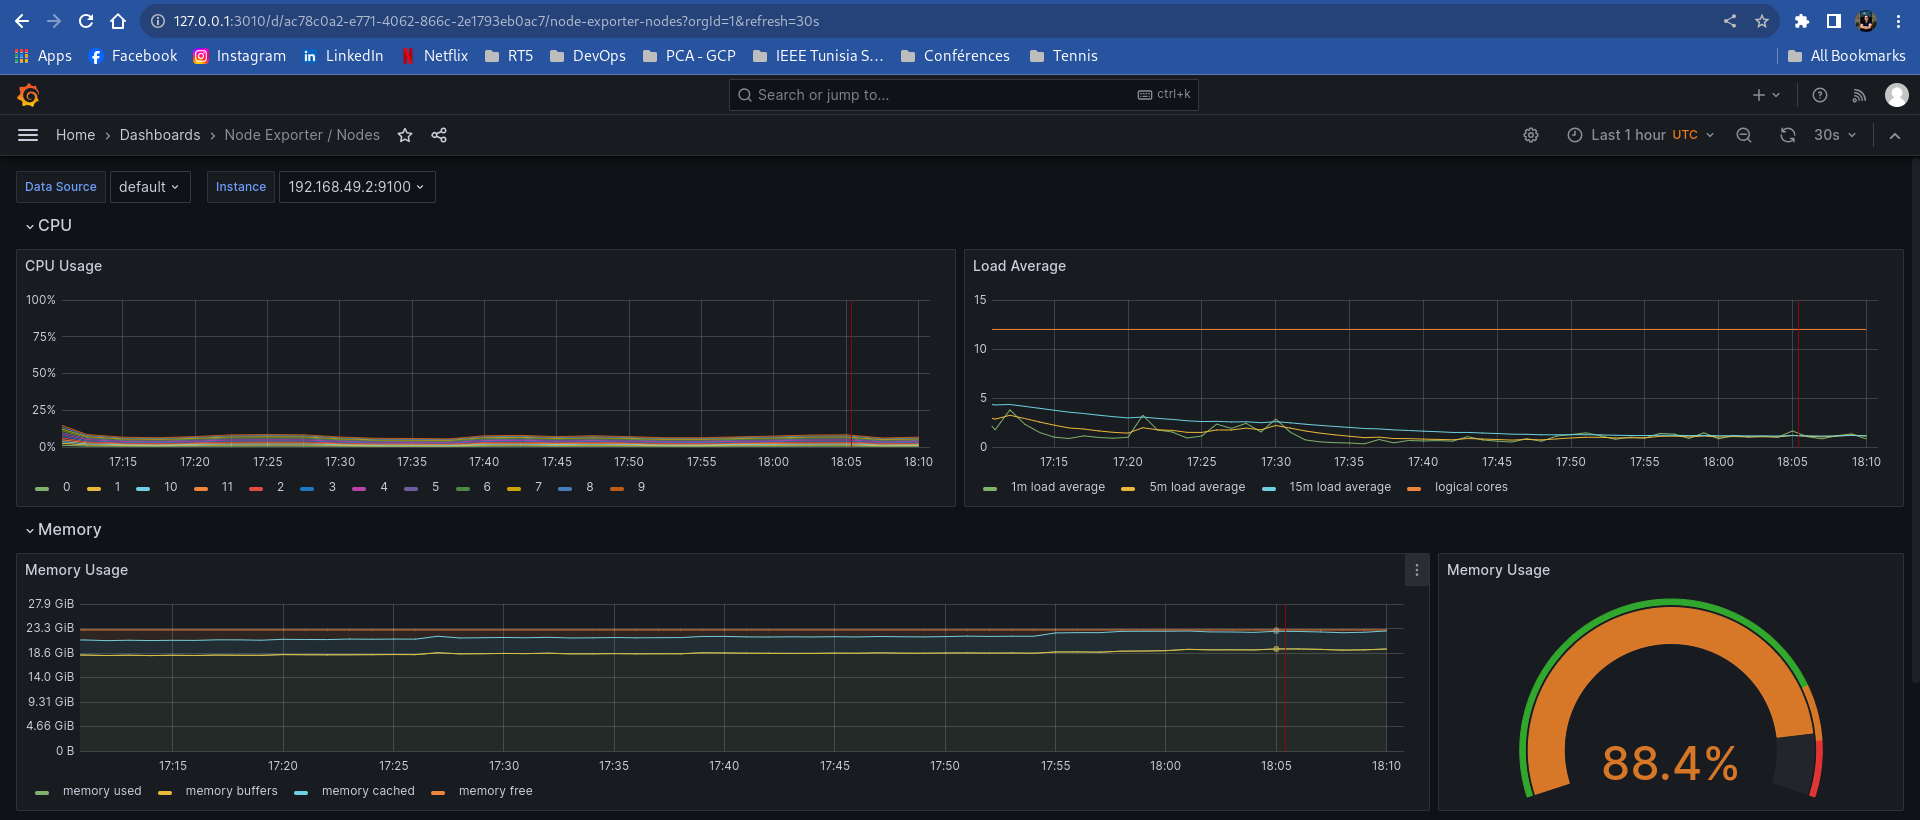 127.0.0.1:3010/d/ac78c0a2-e771-4062-866c-2e1793eb0ac7/node-exporter-nodes?orgId=1&refresh=30s
Apps Facebook Instagram LinkedIn Netflix RT5 DevOps PCA - GCP IEEE Tunisia S... Conférences Tennis All Bookmarks
Search or jump to... ctrl+k
Home > Dashboards > Node Exporter / Nodes Last 1 hour UTC 30s
Data Source default Instance 192.168.49.2:9100
CPU
CPU Usage
100%
75%
50%
25%
0%
17:15 17:20 17:25 17:30 17:35 17:40 17:45 17:50 17:55 18:00 18:05 18:10
0 1 10 11 2 3 4 5 6 7 8 9
Load Average
15
10
5
0
17:15 17:20 17:25 17:30 17:35 17:40 17:45 17:50 17:55 18:00 18:05 18:10
1m load average 5m load average 15m load average logical cores
Memory
Memory Usage
27.9 GiB
23.3 GiB
18.6 GiB
14.0 GiB
9.31 GiB
4.66 GiB
0 B
17:15 17:20 17:25 17:30 17:35 17:40 17:45 17:50 17:55 18:00 18:05 18:10
memory used memory buffers memory cached memory free
Memory Usage
88.4%